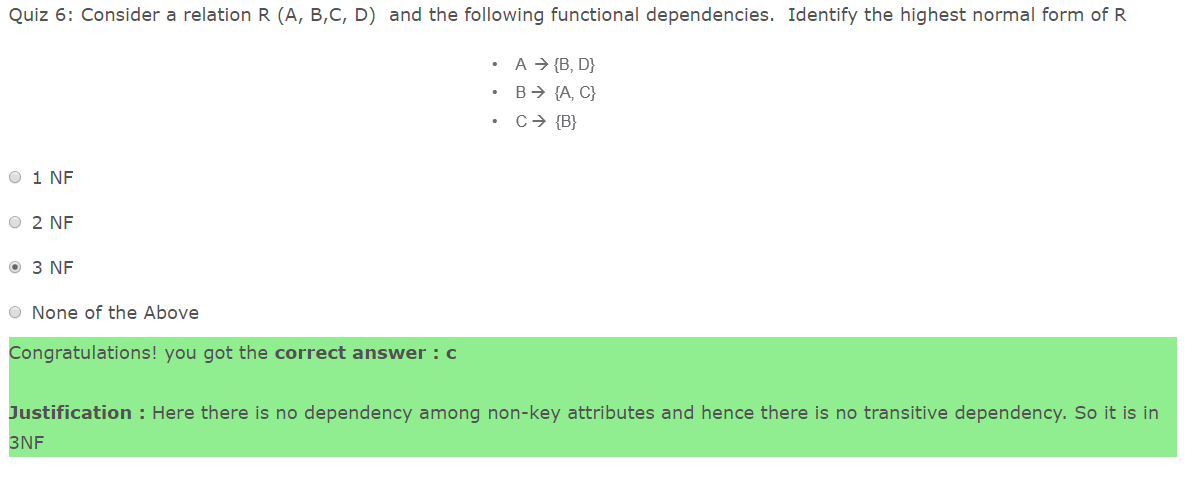 Quiz 6: Consider a relation R (A, B,C, D)  and the following functional dependencies.  Identify the highest normal form of R
• A → {B, D}
• B→ {A, C}
• C→ {B}
1 NF
2 NF
3 NF
None of the Above
Congratulations! you got the correct answer : c
Justification : Here there is no dependency among non-key attributes and hence there is no transitive dependency. So it is in
3NF